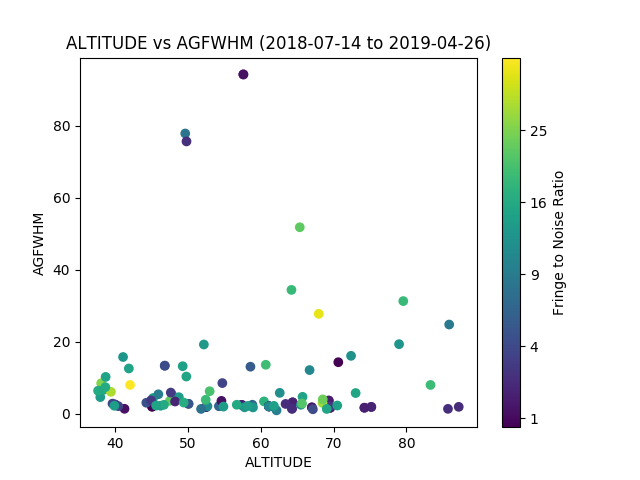 ALTITUDE vs AGFWHM (2018-07-14 to 2019-04-26)
80
60
40
20
0
AGFWHM
40 50 60 70 80
ALTITUDE
25
16
9
4
1
Fringe to Noise Ratio